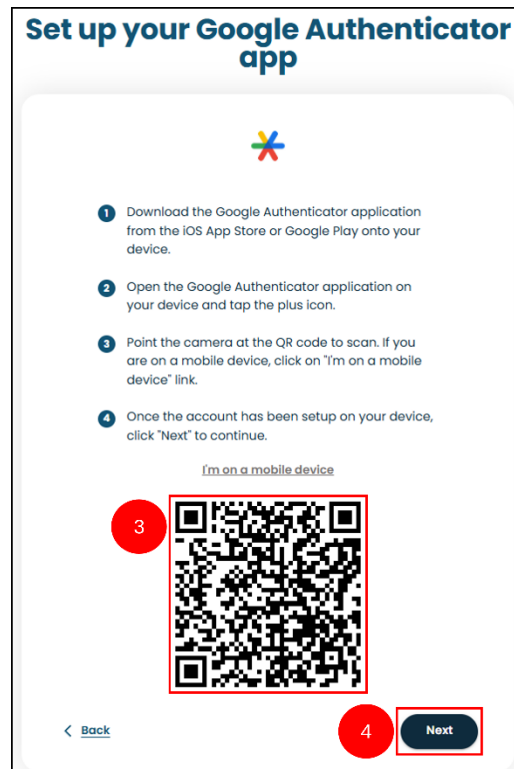 Set up your Google Authenticator
app
1 Download the Google Authenticator application
from the iOS App Store or Google Play onto your
device.
2 Open the Google Authenticator application on
your device and tap the plus icon.
3 Point the camera at the QR code to scan. If you
are on a mobile device, click on "I'm on a mobile
device" link.
4 Once the account has been setup on your device,
click "Next" to continue.
I'm on a mobile device
3
< Back
4
Next